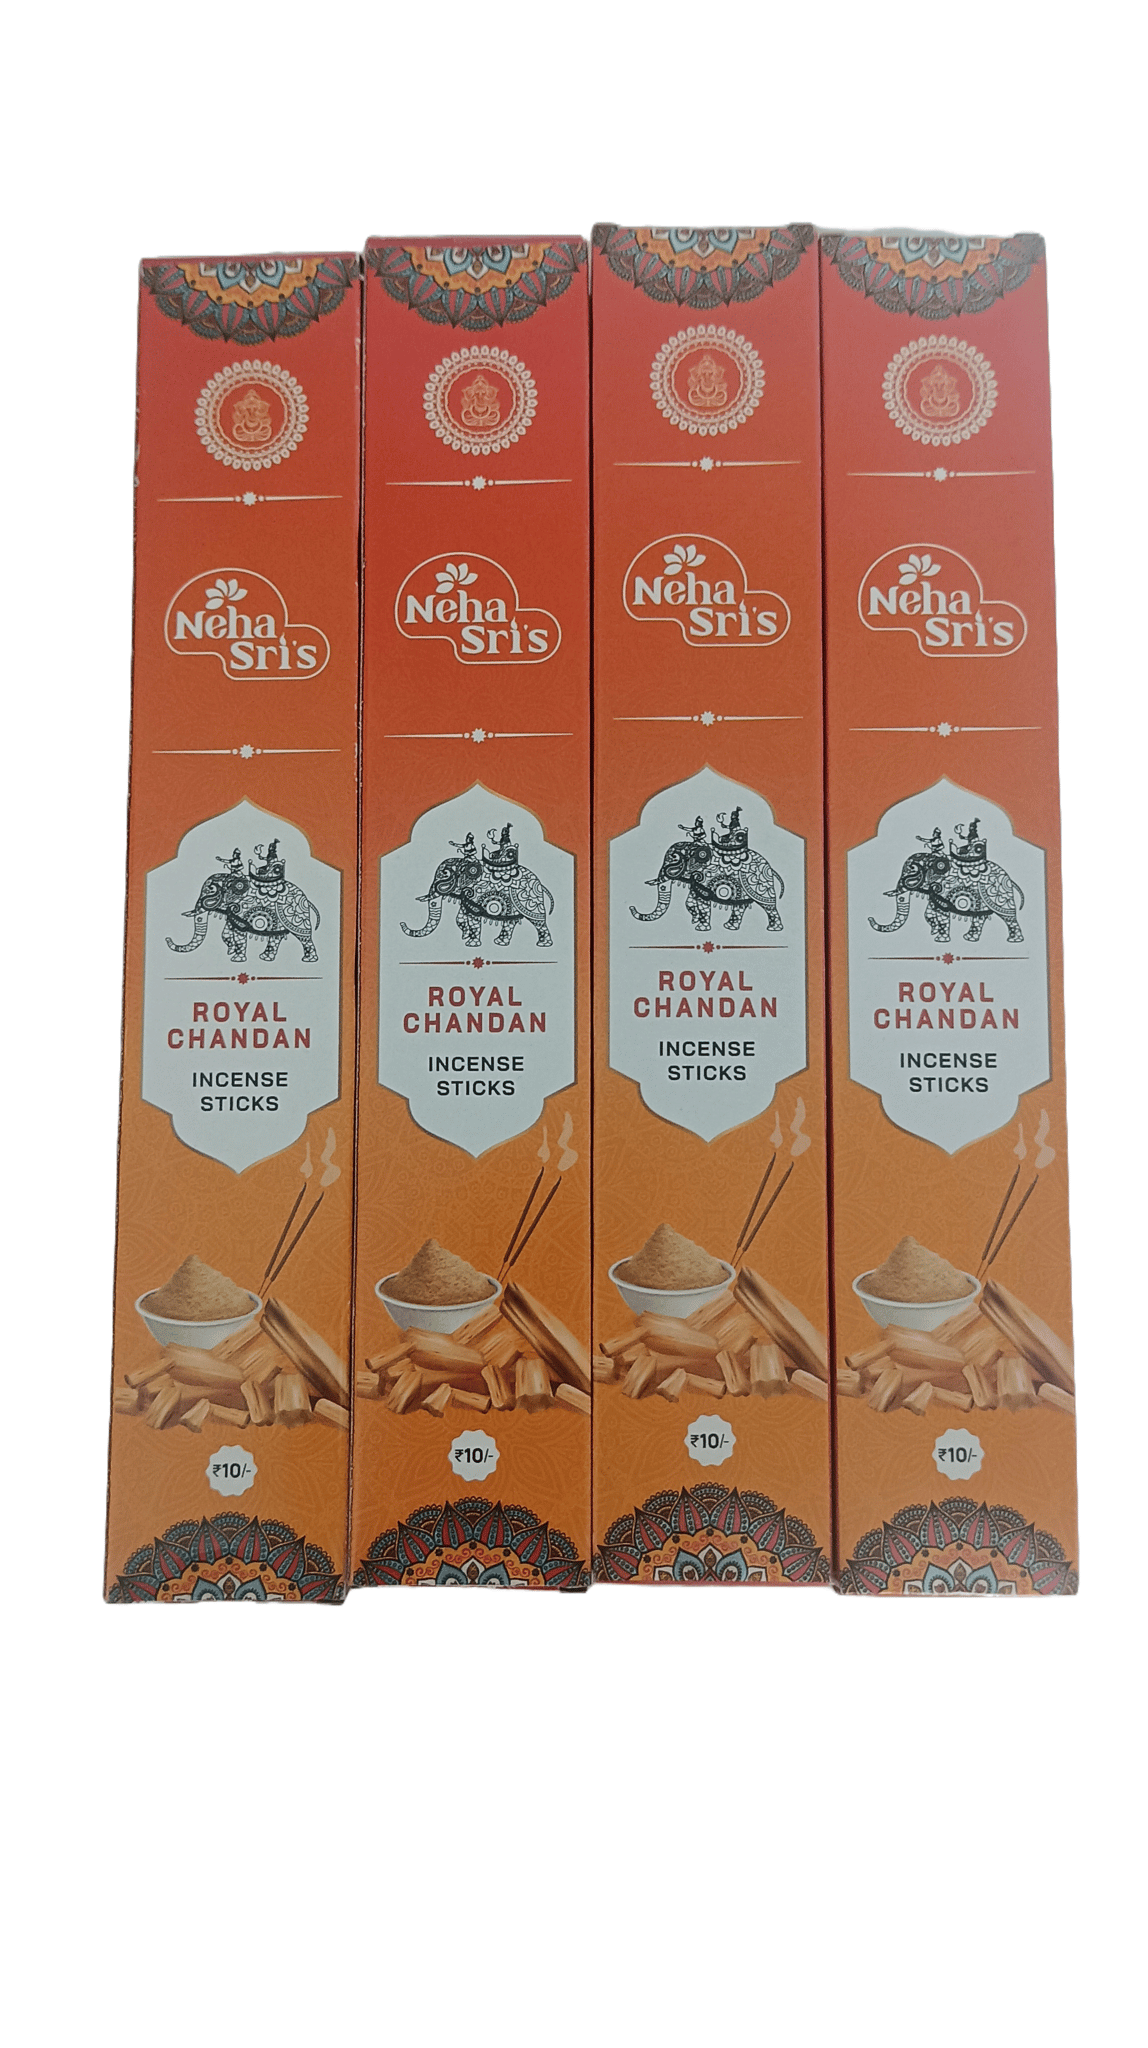 Neha
Sri's
ROYAL
CHANDAN
INCENSE
STICKS
₹10/-
Neha
Sri's
ROYAL
CHANDAN
INCENSE
STICKS
₹10/-
Neha
Sri's
ROYAL
CHANDAN
INCENSE
STICKS
₹10/-
Neha
Sri's
ROYAL
CHANDAN
INCENSE
STICKS
₹10/-